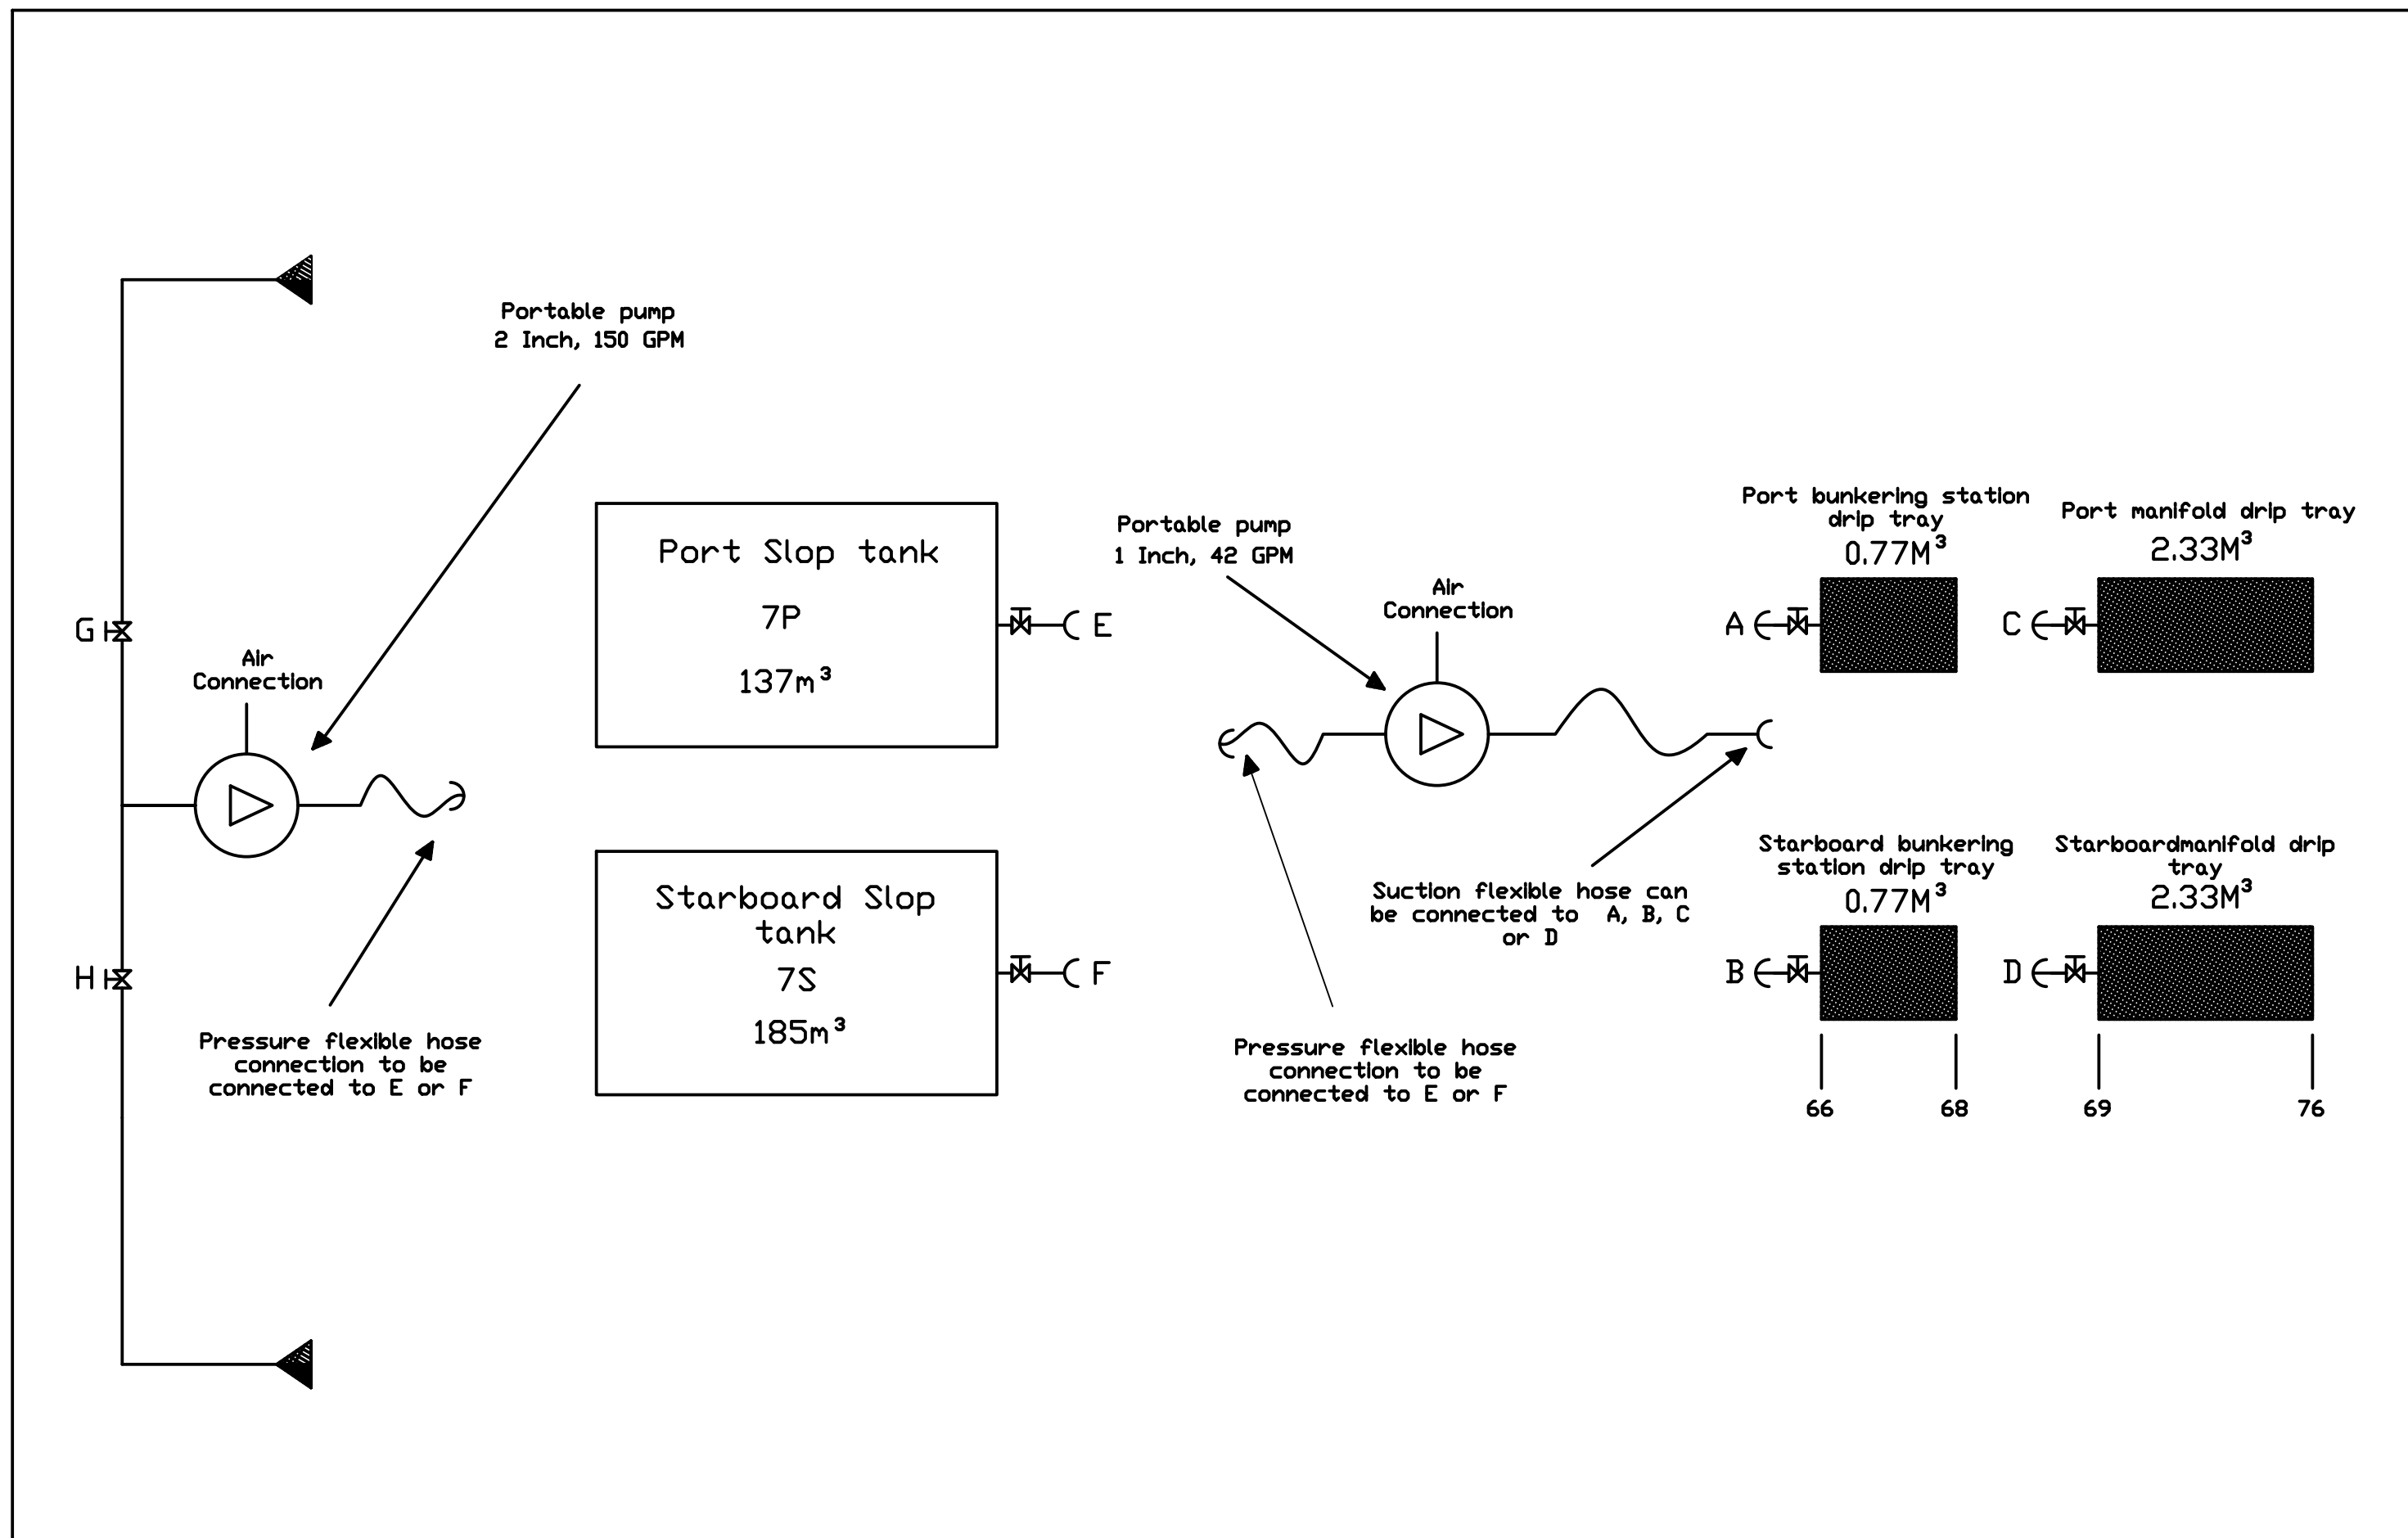 Portable pump
2 Inch, 150 GPM
Port Slop tank
7P
137m³
E
Portable pump
1 Inch, 42 GPM
Air
Connection
Port bunkering station
drip tray
0.77M³
A
Port manifold drip tray
2.33M³
C
G
Air
Connection
Starboard Slop
tank
7S
185m³
F
H
Pressure flexible hose
connection to be
connected to E or F
Suction flexible hose can
be connected to A, B, C
or D
Pressure flexible hose
connection to be
connected to E or F
Starboard bunkering
station drip tray
0.77M³
B
Starboardmanifold drip
tray
2.33M³
D
66
68
69
76